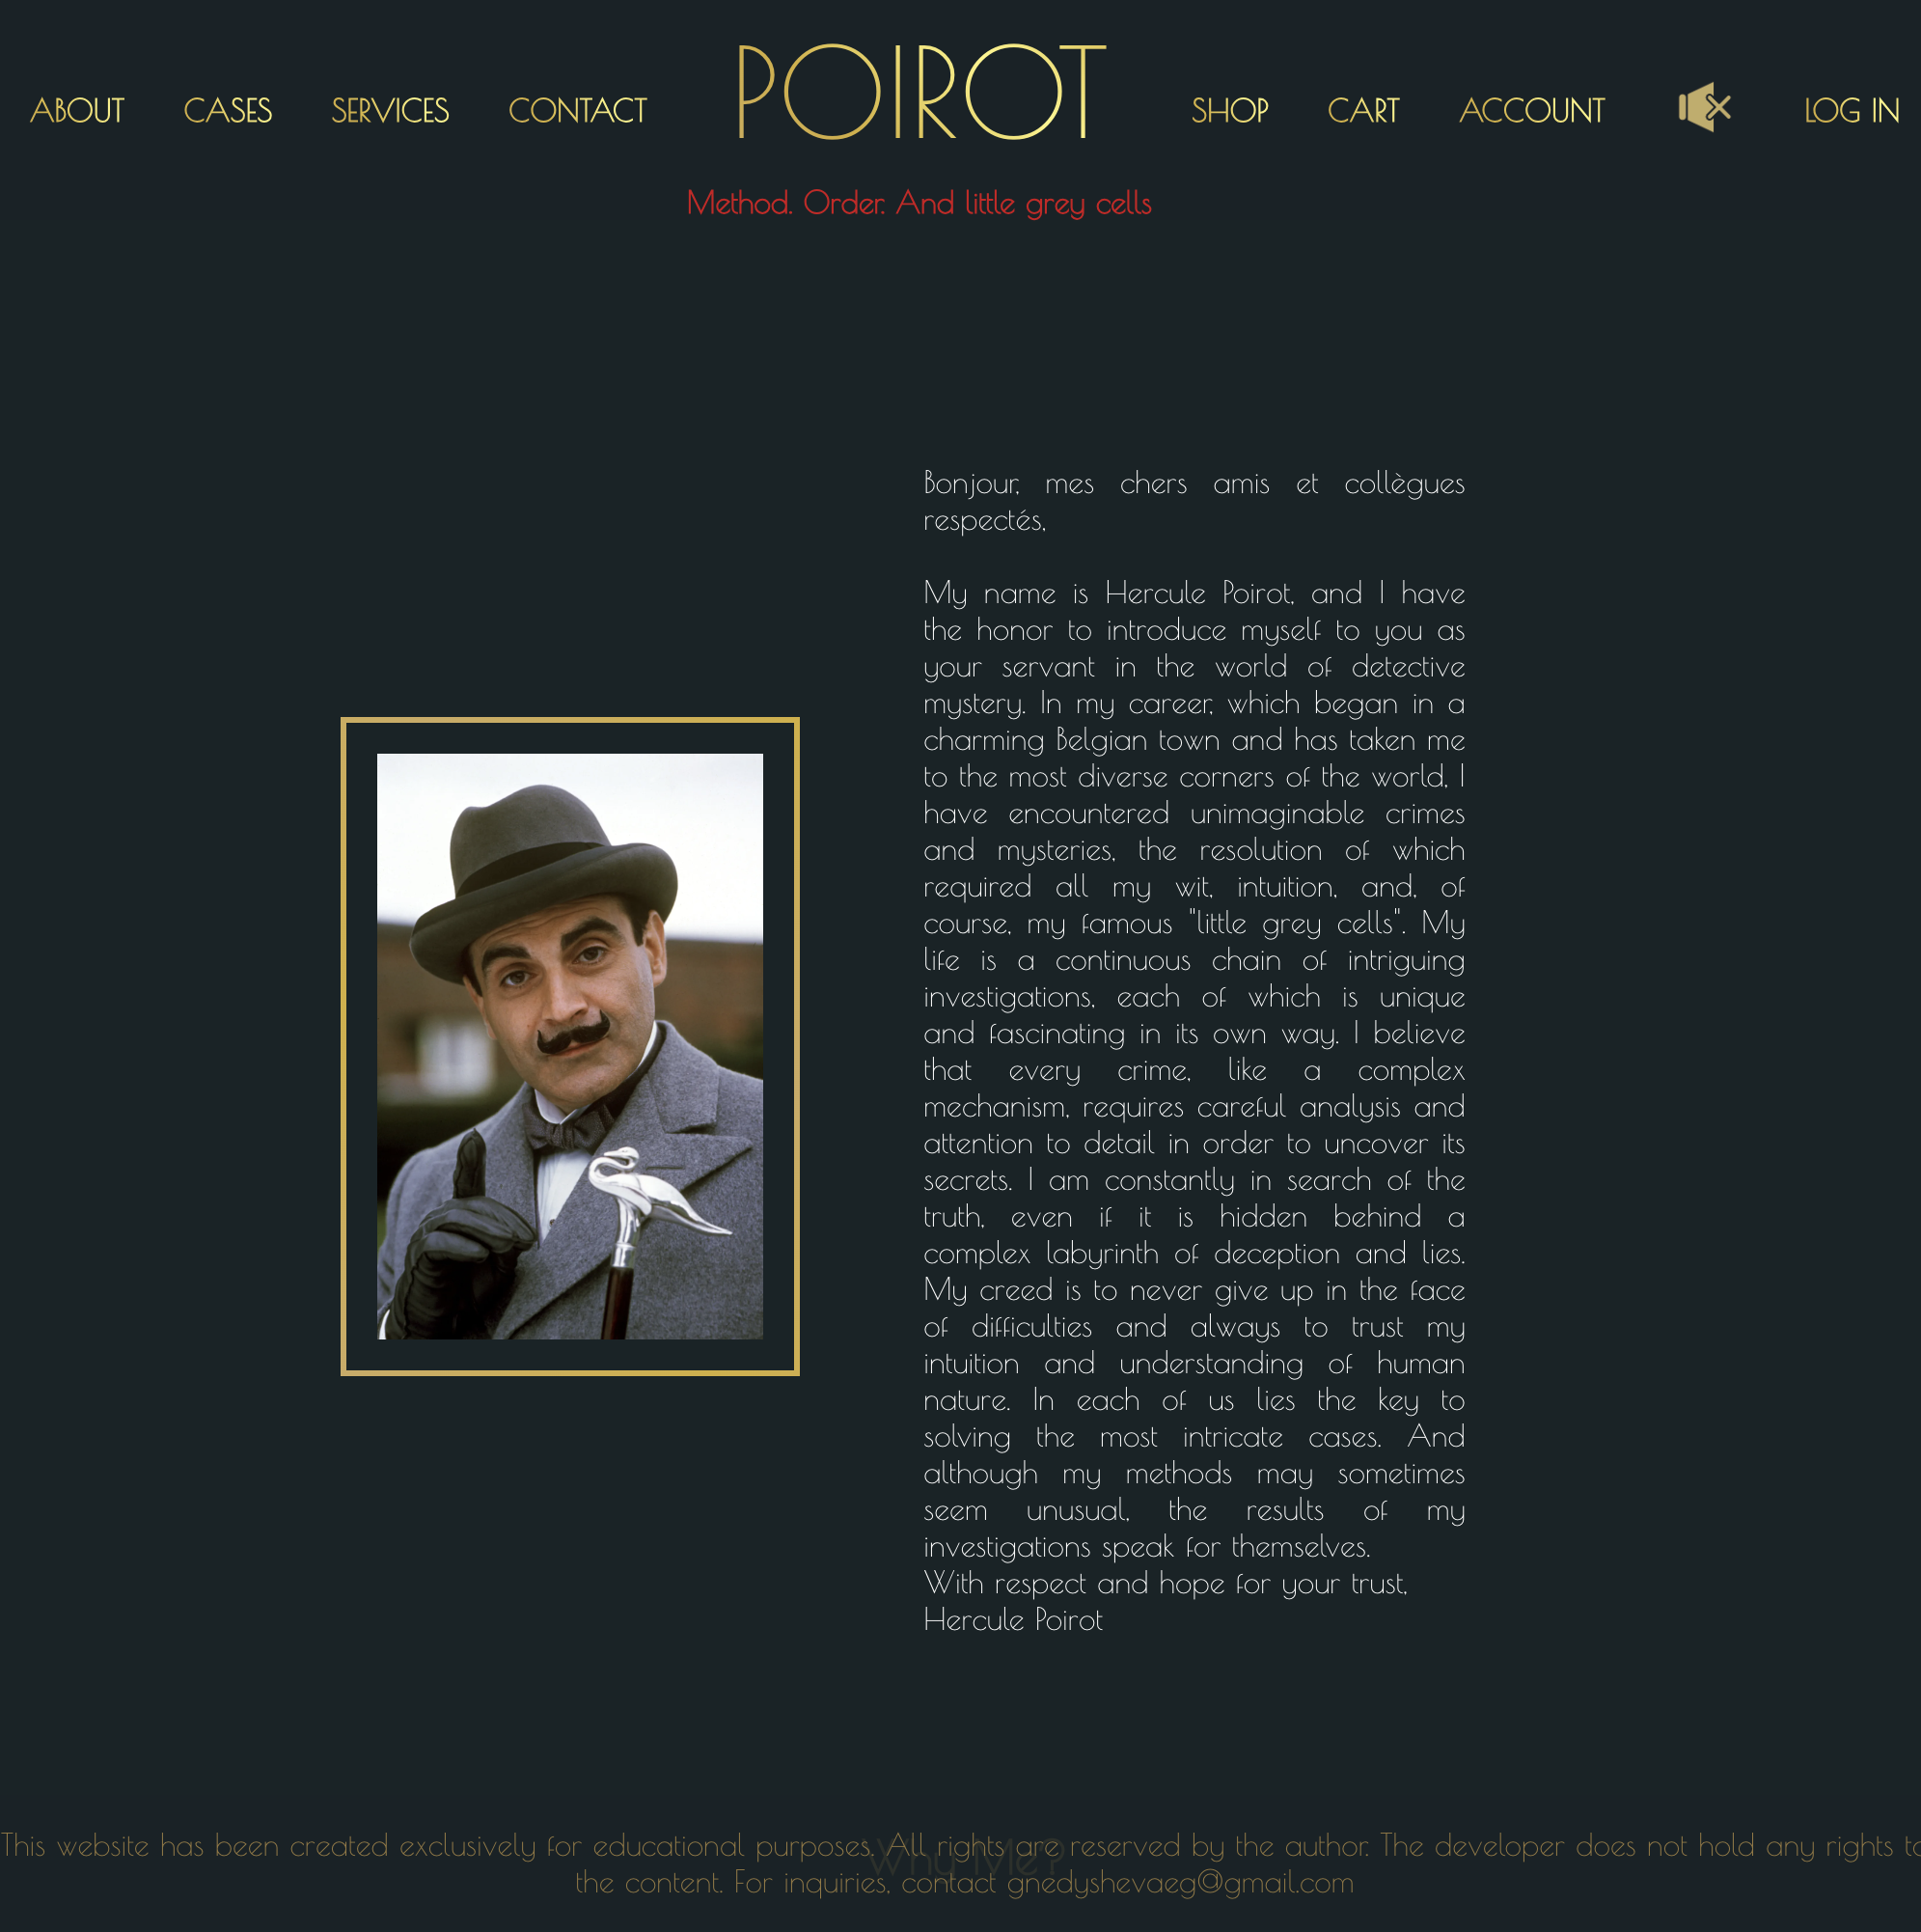 ABOUT CASES SERVICES CONTACT POIROT SHOP CART ACCOUNT LOG IN
Method. Order. And little grey cells
Bonjour, mes chers amis et collègues
respectés,
My name is Hercule Poirot, and I have
the honor to introduce myself to you as
your servant in the world of detective
mystery. In my career, which began in a
charming Belgian town and has taken me
to the most diverse corners of the world, I
have encountered unimaginable crimes
and mysteries, the resolution of which
required all my wit, intuition, and, of
course, my famous "little grey cells". My
life is a continuous chain of intriguing
investigations, each of which is unique
and fascinating in its own way. I believe
that every crime, like a complex
mechanism, requires careful analysis and
attention to detail in order to uncover its
secrets. I am constantly in search of the
truth, even if it is hidden behind a
complex labyrinth of deception and lies.
My creed is to never give up in the face
of difficulties and always to trust my
intuition and understanding of human
nature. In each of us lies the key to
solving the most intricate cases. And
although my methods may sometimes
seem unusual, the results of my
investigations speak for themselves.
With respect and hope for your trust,
Hercule Poirot
This website has been created exclusively for educational purposes. All rights are reserved by the author. The developer does not hold any rights to
Why Me?
the content. For inquiries, contact gnedyshevaeg@gmail.com